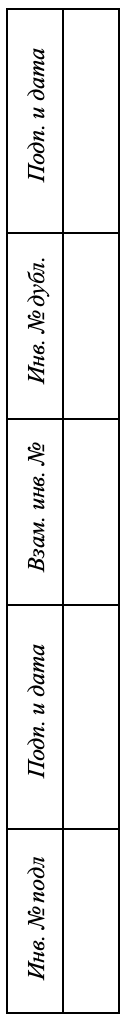 Подп. и дата
Инв. № дубл.
Взам. инв. №
Подп. и дата
Инв. № подл